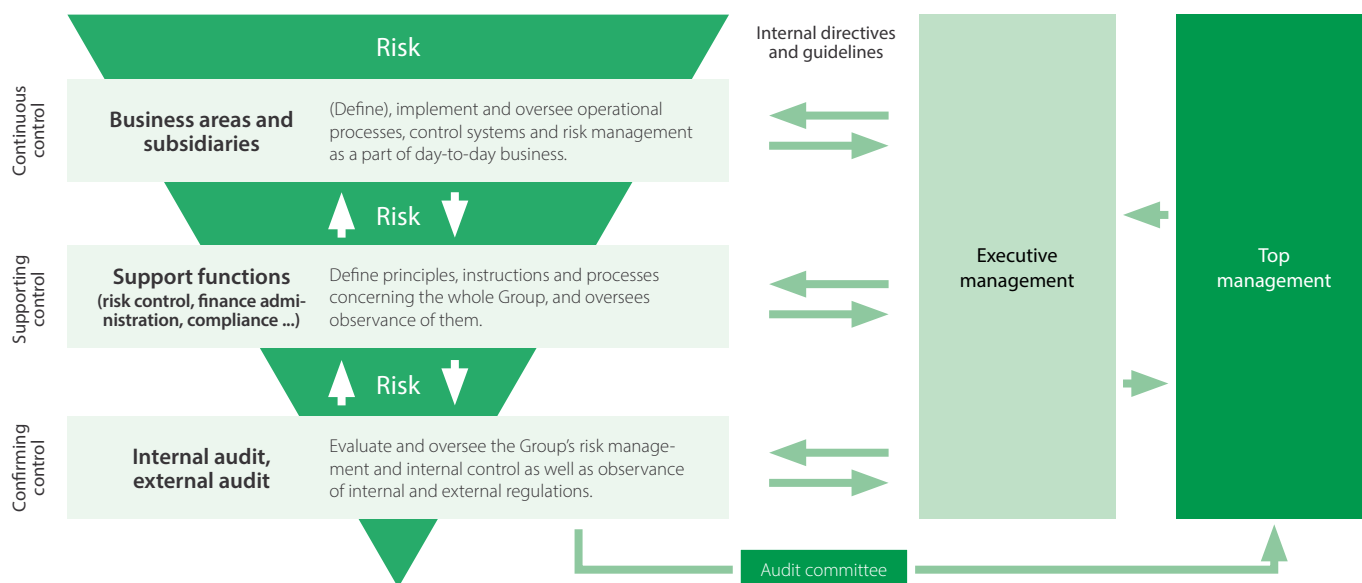 Risk
Internal directives
and guidelines
Continuous
control
Business areas and
subsidiaries
(Define), implement and oversee operational
processes, control systems and risk management
as a part of day-to-day business.
Risk
Supporting
control
Support functions
(risk control, finance admi-
nistration, compliance ...)
Define principles, instructions and processes
concerning the whole Group, and oversees
observance of them.
Risk
Confirming
control
Internal audit,
external audit
Evaluate and oversee the Group's risk manage-
ment and internal control as well as observance
of internal and external regulations.
Executive
management
Top
management
Audit committee